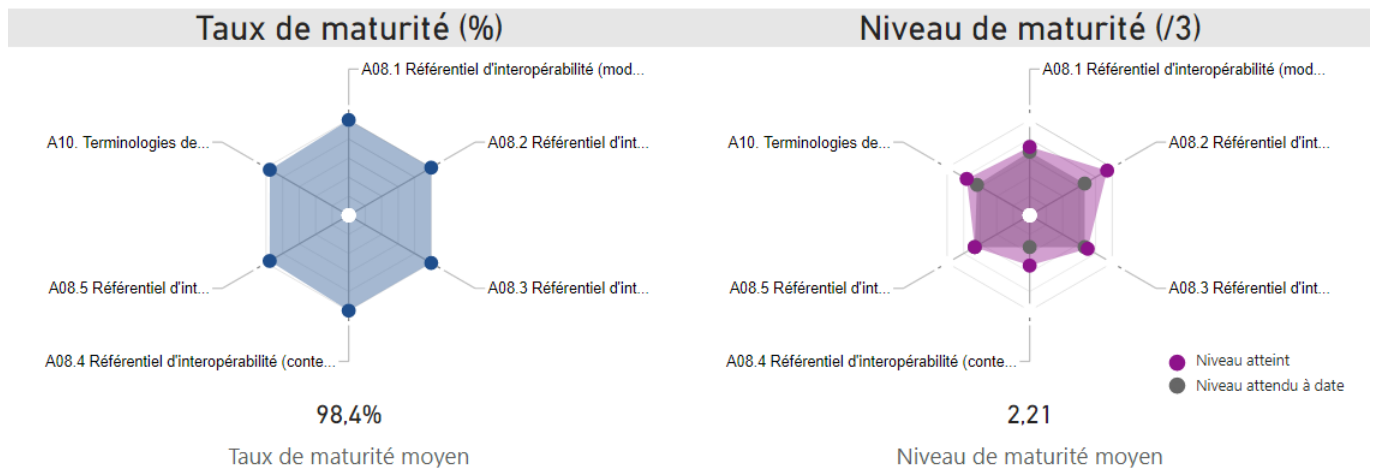 Taux de maturité (%)
Niveau de maturité (/3)
A08.1 Référentiel d'interopérabilité (mod...
A10. Terminologies de...
A08.2 Référentiel d'int...
A08.5 Référentiel d'int...
A08.3 Référentiel d'int...
A08.4 Référentiel d'interopérabilité (conte...
98,4%
Taux de maturité moyen
A08.1 Référentiel d'interopérabilité (mod...
A10. Terminologies de...
A08.2 Référentiel d'int...
A08.5 Référentiel d'int...
A08.3 Référentiel d'int...
A08.4 Référentiel d'interopérabilité (conte...
Niveau atteint
Niveau attendu à date
2,21
Niveau de maturité moyen